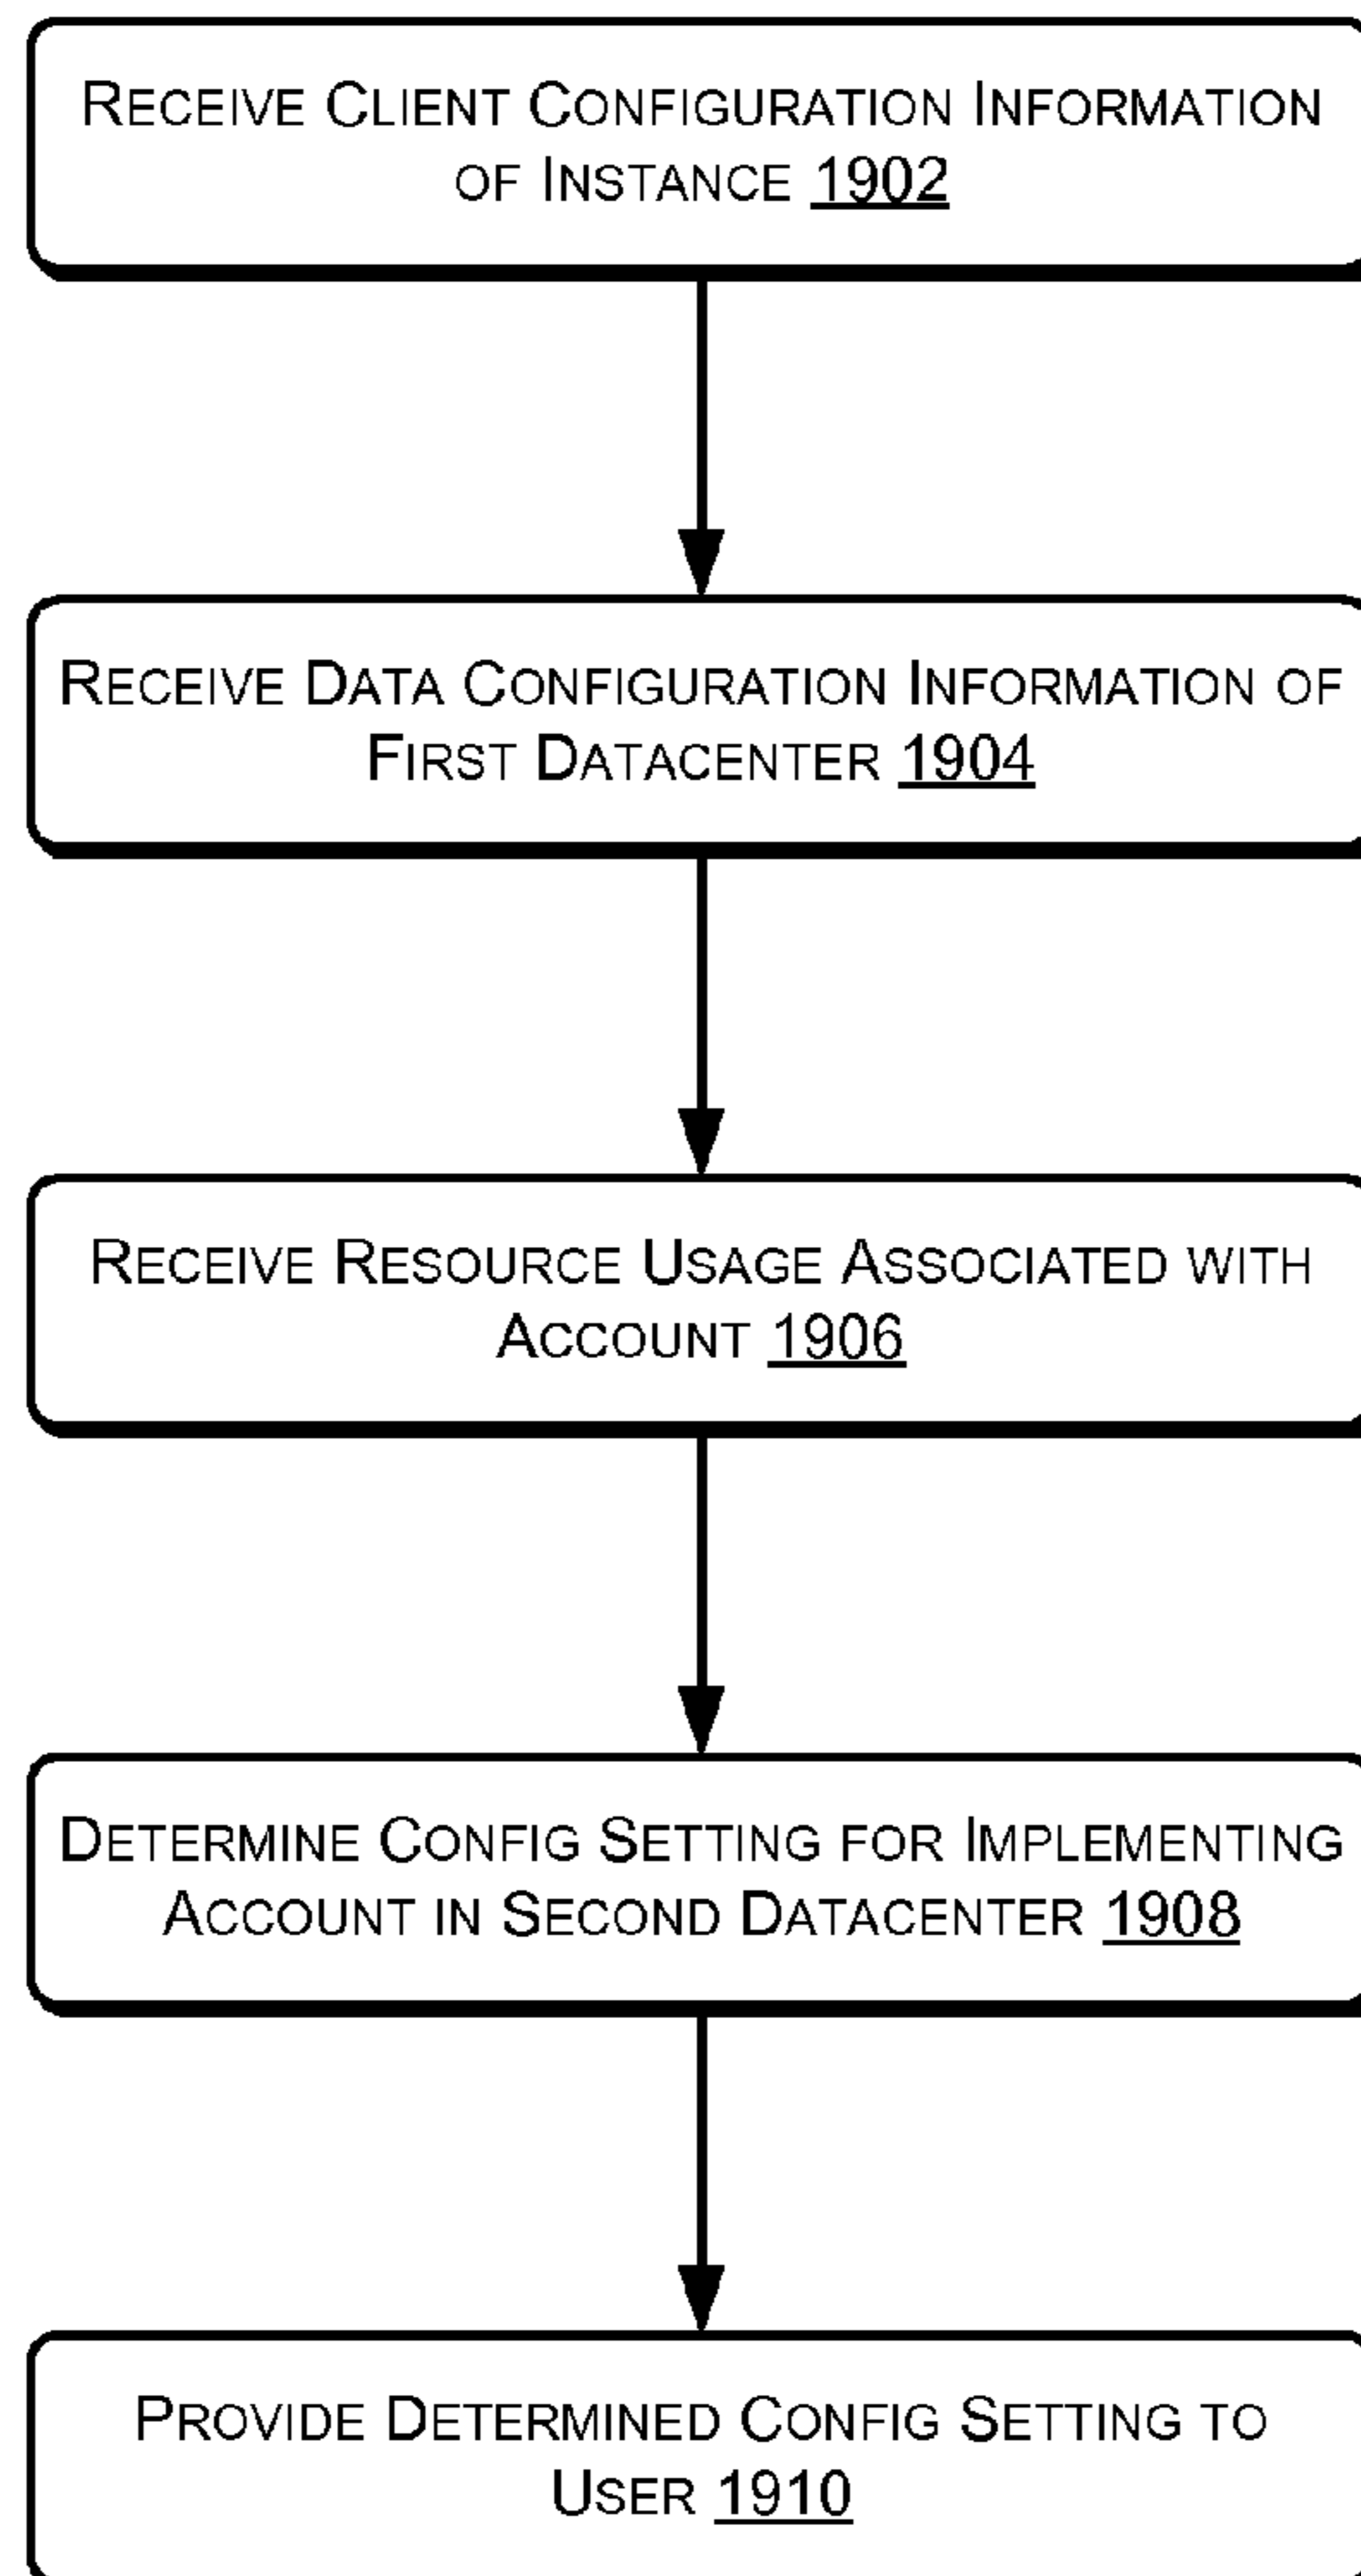 RECEIVE CLIENT CONFIGURATION INFORMATION
OF INSTANCE 1902
RECEIVE DATA CONFIGURATION INFORMATION OF
FIRST DATACENTER 1904
RECEIVE RESOURCE USAGE ASSOCIATED WITH
ACCOUNT 1906
DETERMINE CONFIG SETTING FOR IMPLEMENTING
ACCOUNT IN SECOND DATACENTER 1908
PROVIDE DETERMINED CONFIG SETTING TO
USER 1910